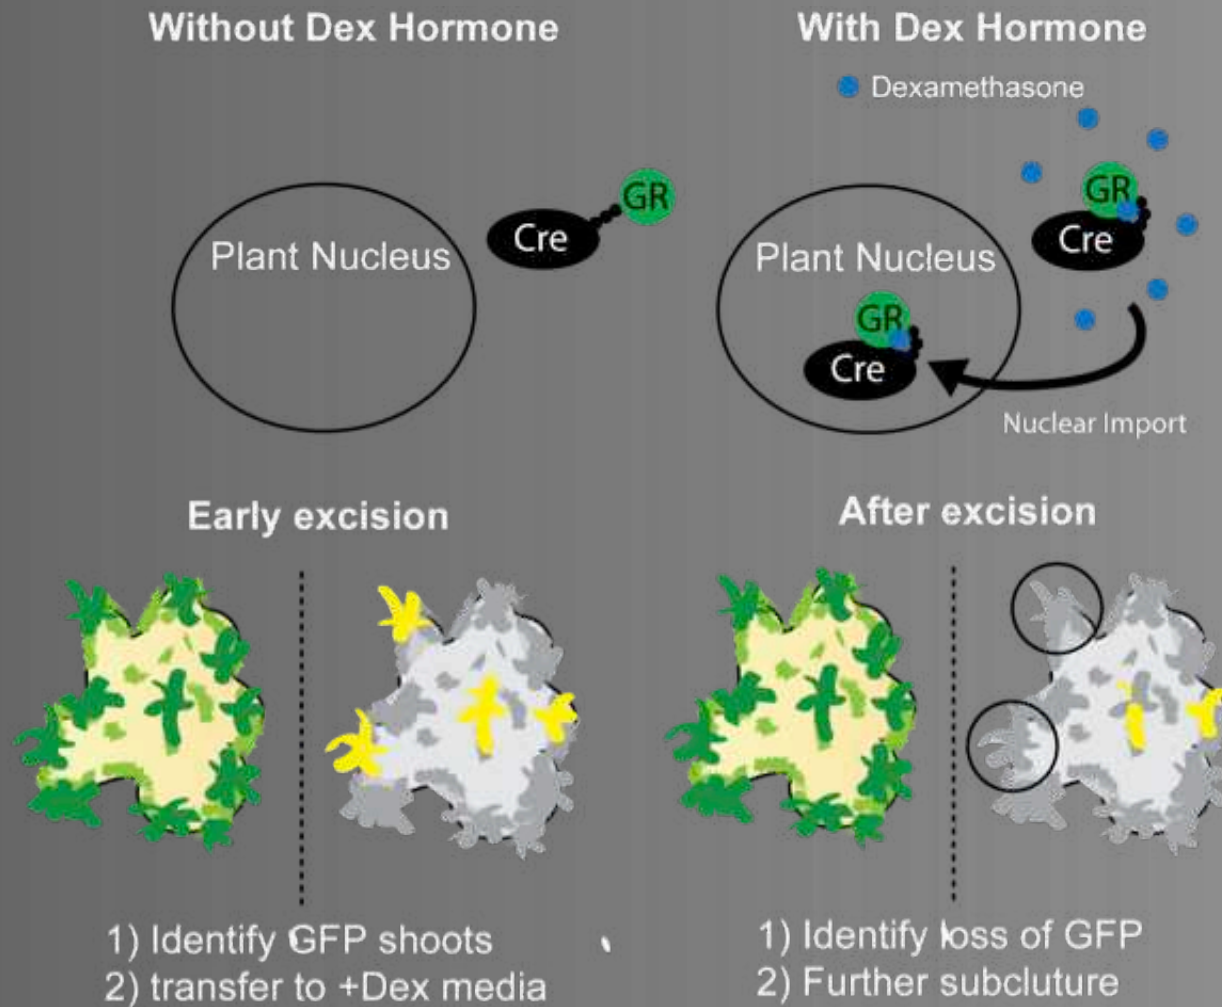 Without Dex Hormone
GR
Cre
Plant Nucleus
With Dex Hormone
Dexamethasone
GR
Cre
Plant Nucleus
GR
Cre
Nuclear Import
Early excision
1) Identify GFP shoots
2) transfer to +Dex media
After excision
1) Identify loss of GFP
2) Further subcluture